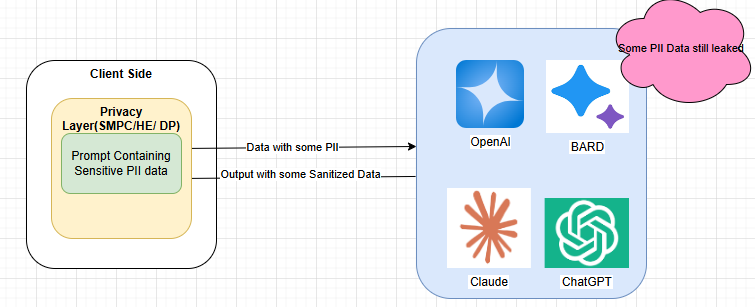 Some PII Data still leaked
Client Side
Privacy
Layer(SMPC/HE/ DP)
Prompt Containing
Sensitive PII data
Data with some PII
Output with some Sanitized Data
OpenAI
BARD
Claude
ChatGPT